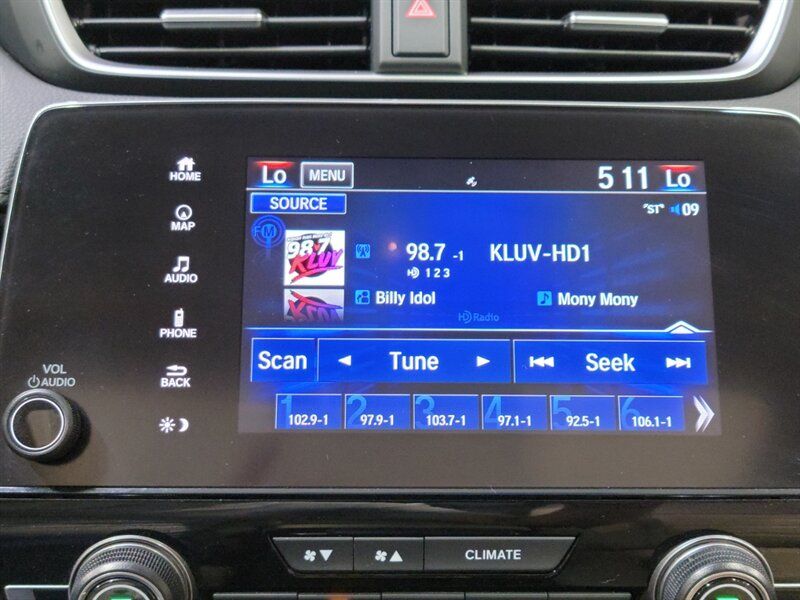 Lo MENU 5 11 Lo
HOME
SOURCE
"ST" 09
FM
MAP
98.7
KLUV
98.7 -1 KLUV-HD1
HD 1 2 3
AUDIO
Billy Idol Mony Mony
HD Radio
PHONE
Scan Tune Seek
VOL
AUDIO
BACK
1 2 3 4 5 6
102.9-1 97.9-1 103.7-1 97.1-1 92.5-1 106.1-1
CLIMATE